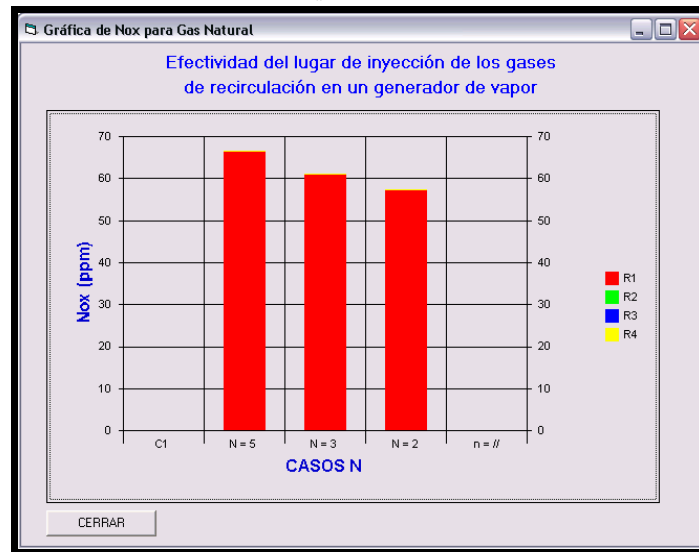 Gráfica de Nox para Gas Natural
Efectividad del lugar de inyección de los gases
de recirculación en un generador de vapor
70 70
60 60
50 50
40 40
30 30
20 20
10 10
0 0
Nox (ppm)
C1 N = 5 N = 3 N = 2 n = //
CASOS N
R1
R2
R3
R4
CERRAR